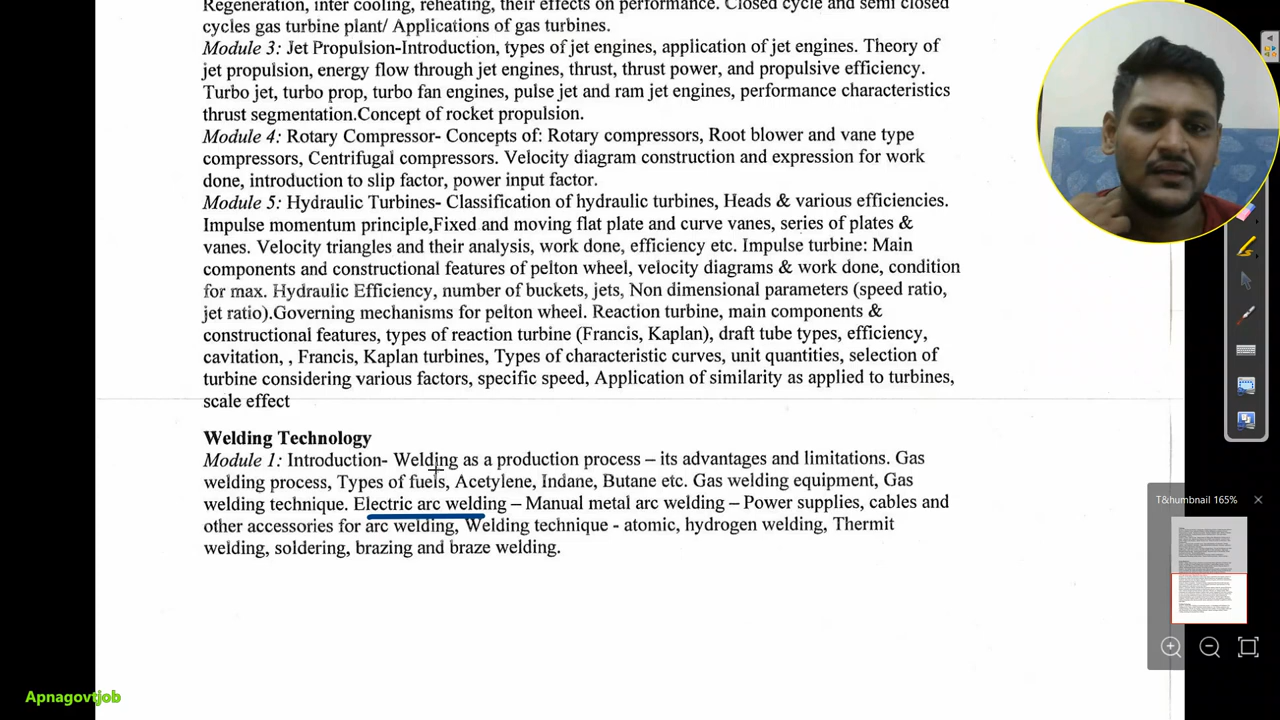 Regeneration, inter cooling, reheating, their effects on performance. Closed cycle and semi closed
cycles gas turbine plant/ Applications of gas turbines.
Module 3: Jet Propulsion-Introduction, types of jet engines, application of jet engines. Theory of
jet propulsion, energy flow through jet engines, thrust, thrust power, and propulsive efficiency.
Turbo jet, turbo prop, turbo fan engines, pulse jet and ram jet engines, performance characteristics
thrust segmentation.Concept of rocket propulsion.
Module 4: Rotary Compressor- Concepts of: Rotary compressors, Root blower and vane type
compressors, Centrifugal compressors. Velocity diagram construction and expression for work
done, introduction to slip factor, power input factor.
Module 5: Hydraulic Turbines- Classification of hydraulic turbines, Heads & various efficiencies.
Impulse momentum principle,Fixed and moving flat plate and curve vanes, series of plates &
vanes. Velocity triangles and their analysis, work done, efficiency etc. Impulse turbine: Main
components and constructional features of pelton wheel, velocity diagrams & work done, condition
for max. Hydraulic Efficiency, number of buckets, jets, Non dimensional parameters (speed ratio,
jet ratio).Governing mechanisms for pelton wheel. Reaction turbine, main components &
constructional features, types of reaction turbine (Francis, Kaplan), draft tube types, efficiency,
cavitation, , Francis, Kaplan turbines, Types of characteristic curves, unit quantities, selection of
turbine considering various factors, specific speed, Application of similarity as applied to turbines,
scale effect
Welding Technology
Module 1: Introduction- Welding as a production process – its advantages and limitations. Gas
welding process, Types of fuels, Acetylene, Indane, Butane etc. Gas welding equipment, Gas
welding technique. Electric arc welding – Manual metal arc welding – Power supplies, cables and
other accessories for arc welding, Welding technique - atomic, hydrogen welding, Thermit
welding, soldering, brazing and braze welding.
T&humbnail 165%
Apnagovtjob